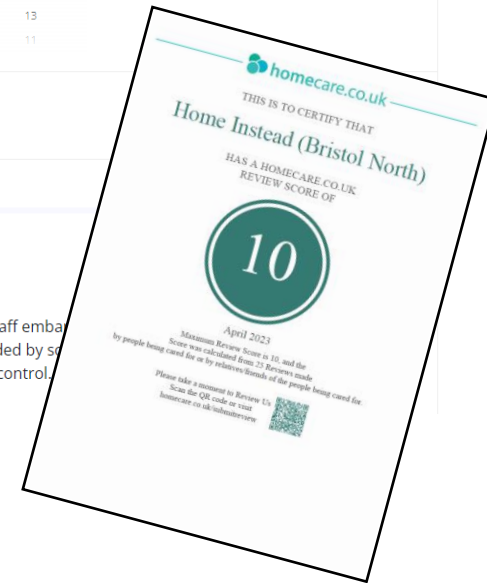 13
11
homecare.co.uk
THIS IS TO CERTIFY THAT
Home Instead (Bristol North)
HAS A HOMECARE.CO.UK
REVIEW SCORE OF
10
April 2023
Maximum Review Score is 10, and the
Score was calculated from 25 Reviews made
by people being cared for or by relatives/friends of the people being cared for.
Please take a moment to Review Us
Scan the QR code or visit
homecare.co.uk/submitreview
aff emba
ded by so
control.